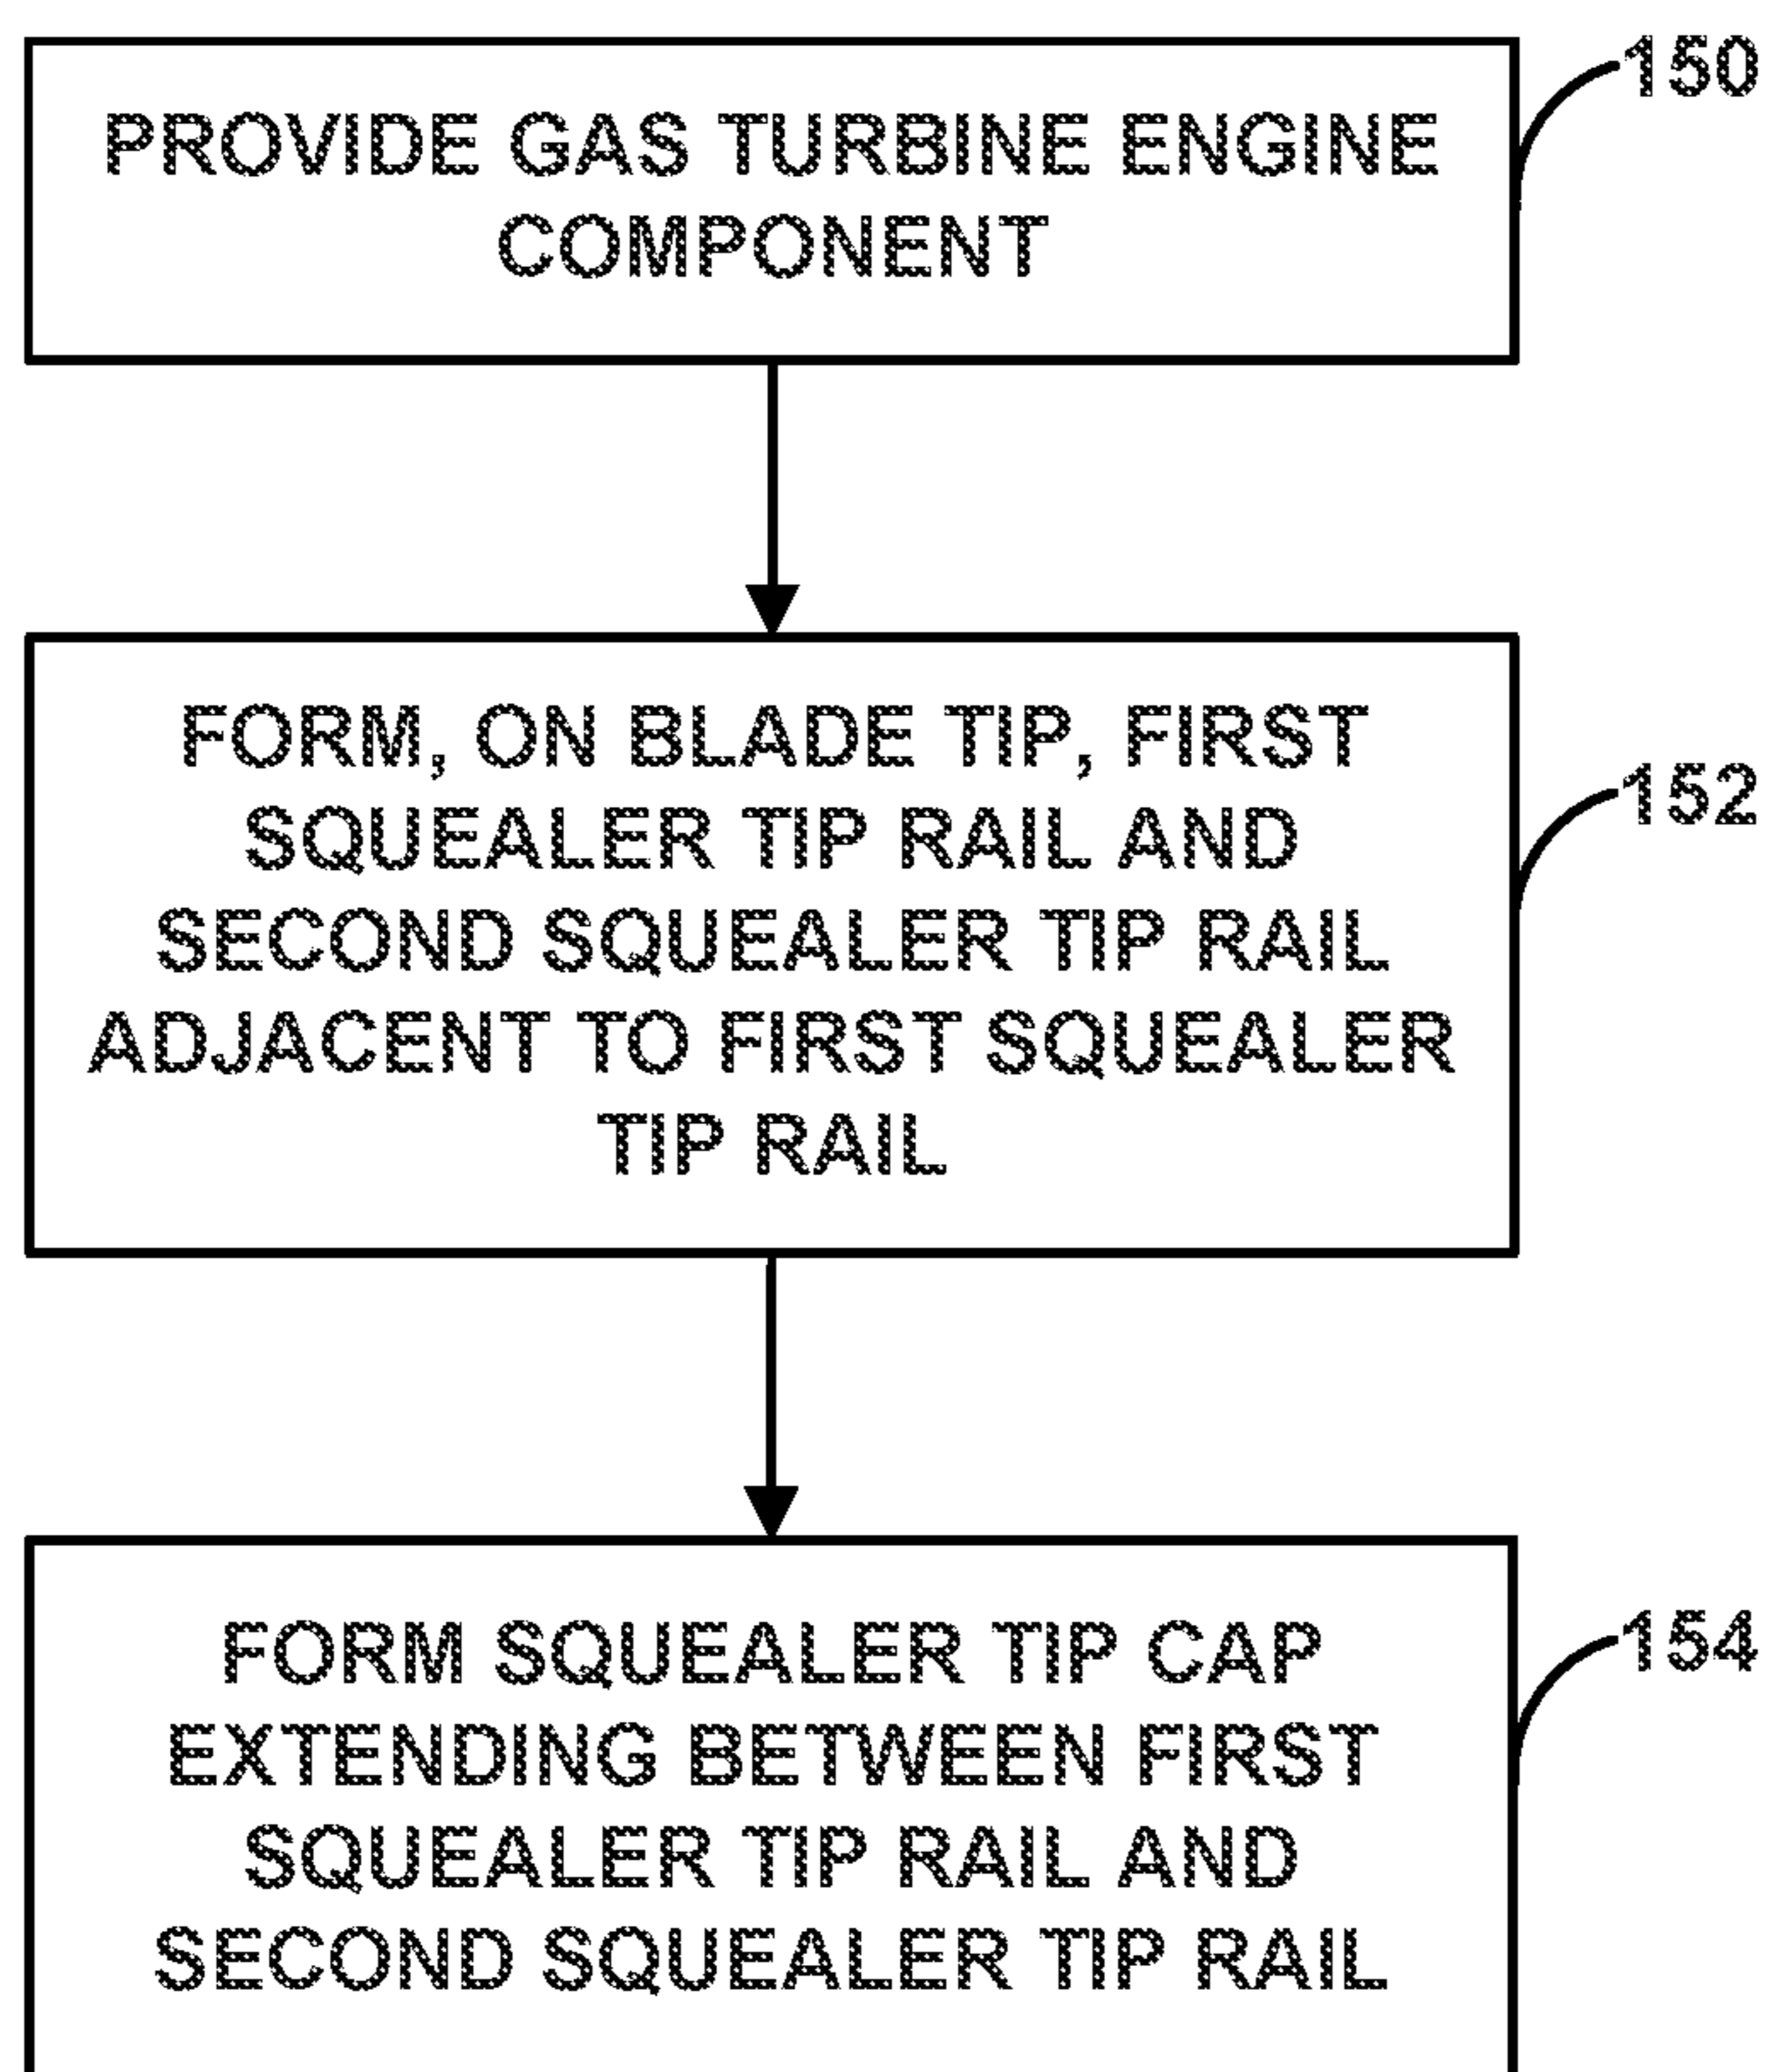 150
PROVIDE GAS TURBINE ENGINE
COMPONENT
152
FORM, ON BLADE TIP, FIRST
SQUEALER TIP RAIL AND
SECOND SQUEALER TIP RAIL
ADJACENT TO FIRST SQUEALER
TIP RAIL
154
FORM SQUEALER TIP CAP
EXTENDING BETWEEN FIRST
SQUEALER TIP RAIL AND
SECOND SQUEALER TIP RAIL